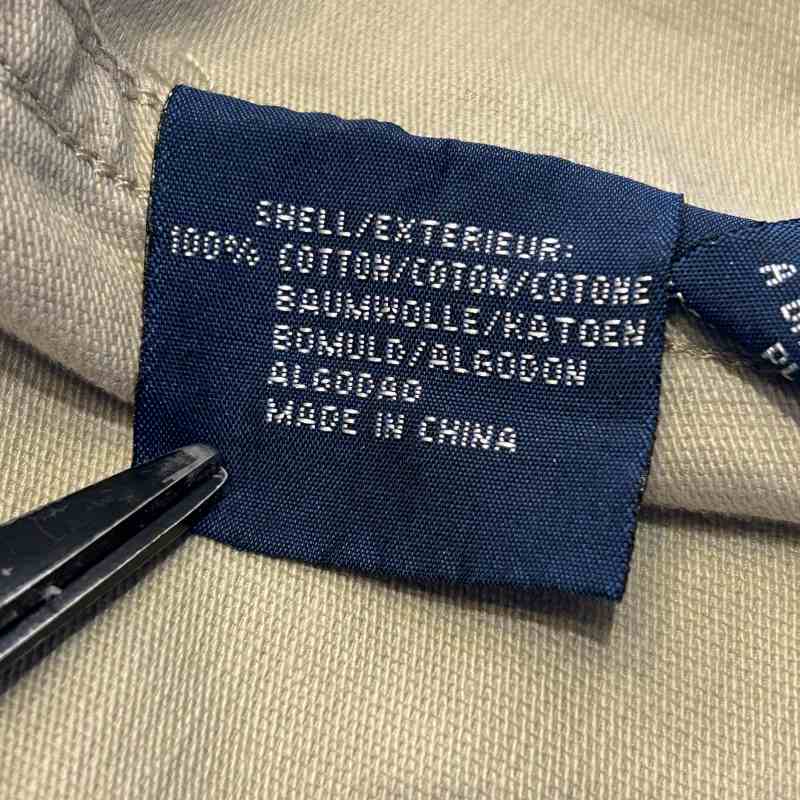 SHELL/EXTERIEUR:
100% COTTON/COTON/COTONE
BAUMWOLLE/KATOEN
BOMULD/ALGODON
ALGODAO
MADE IN CHINA